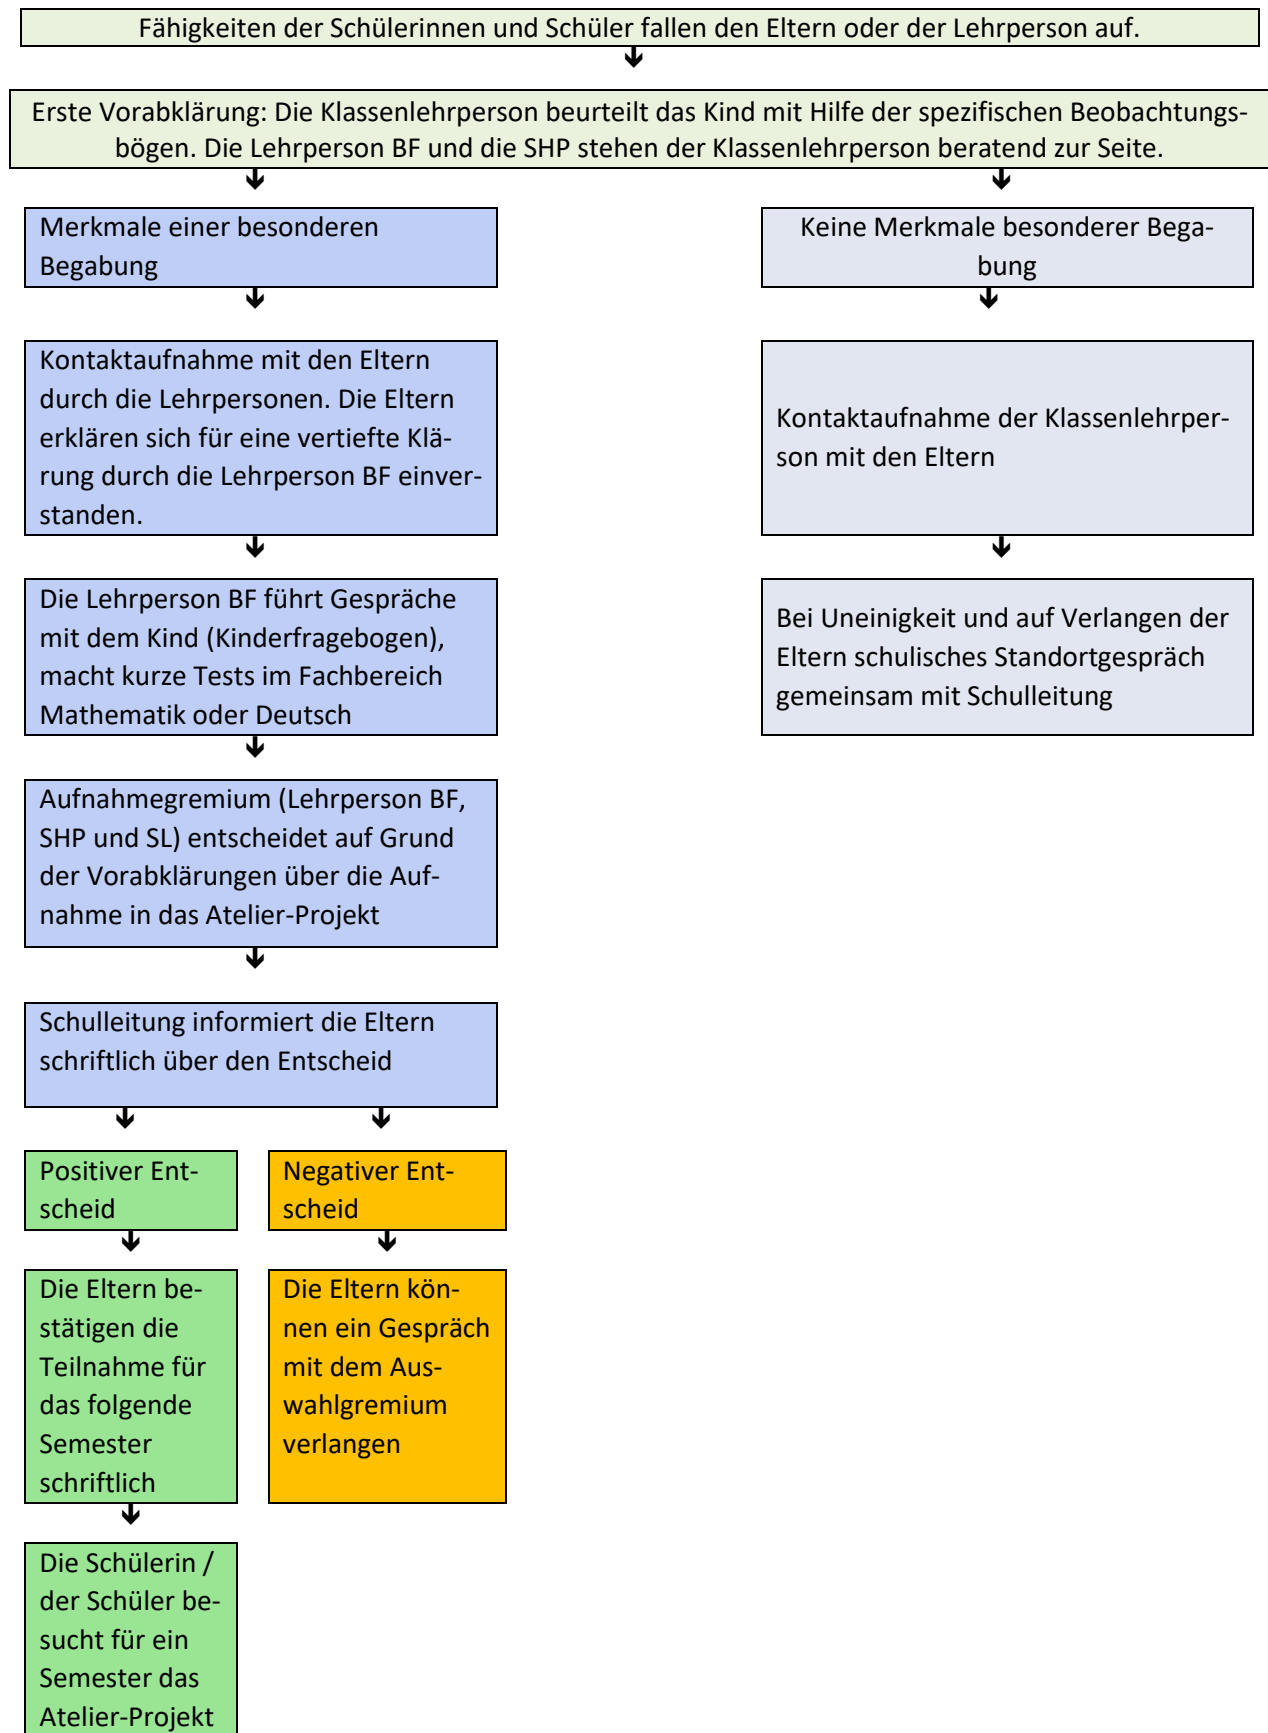 Fähigkeiten der Schülerinnen und Schüler fallen den Eltern oder der Lehrperson auf.
Erste Vorabklärung: Die Klassenlehrperson beurteilt das Kind mit Hilfe der spezifischen Beobachtungs-
bögen. Die Lehrperson BF und die SHP stehen der Klassenlehrperson beratend zur Seite.
Merkmale einer besonderen
Begabung
Keine Merkmale besonderer Bega-
bung
Kontaktaufnahme mit den Eltern
durch die Lehrpersonen. Die Eltern
erklären sich für eine vertiefte Klä-
rung durch die Lehrperson BF einver-
standen.
Kontaktaufnahme der Klassenlehrper-
son mit den Eltern
Die Lehrperson BF führt Gespräche
mit dem Kind (Kinderfragebogen),
macht kurze Tests im Fachbereich
Mathematik oder Deutsch
Bei Uneinigkeit und auf Verlangen der
Eltern schulisches Standortgespräch
gemeinsam mit Schulleitung
Aufnahmegremium (Lehrperson BF,
SHP und SL) entscheidet auf Grund
der Vorabklärungen über die Auf-
nahme in das Atelier-Projekt
Schulleitung informiert die Eltern
schriftlich über den Entscheid
Positiver Ent-
scheid
Negativer Ent-
scheid
Die Eltern be-
stätigen die
Teilnahme für
das folgende
Semester
schriftlich
Die Eltern kön-
nen ein Gespräch
mit dem Aus-
wahlgremium
verlangen
Die Schülerin /
der Schüler be-
sucht für ein
Semester das
Atelier-Projekt